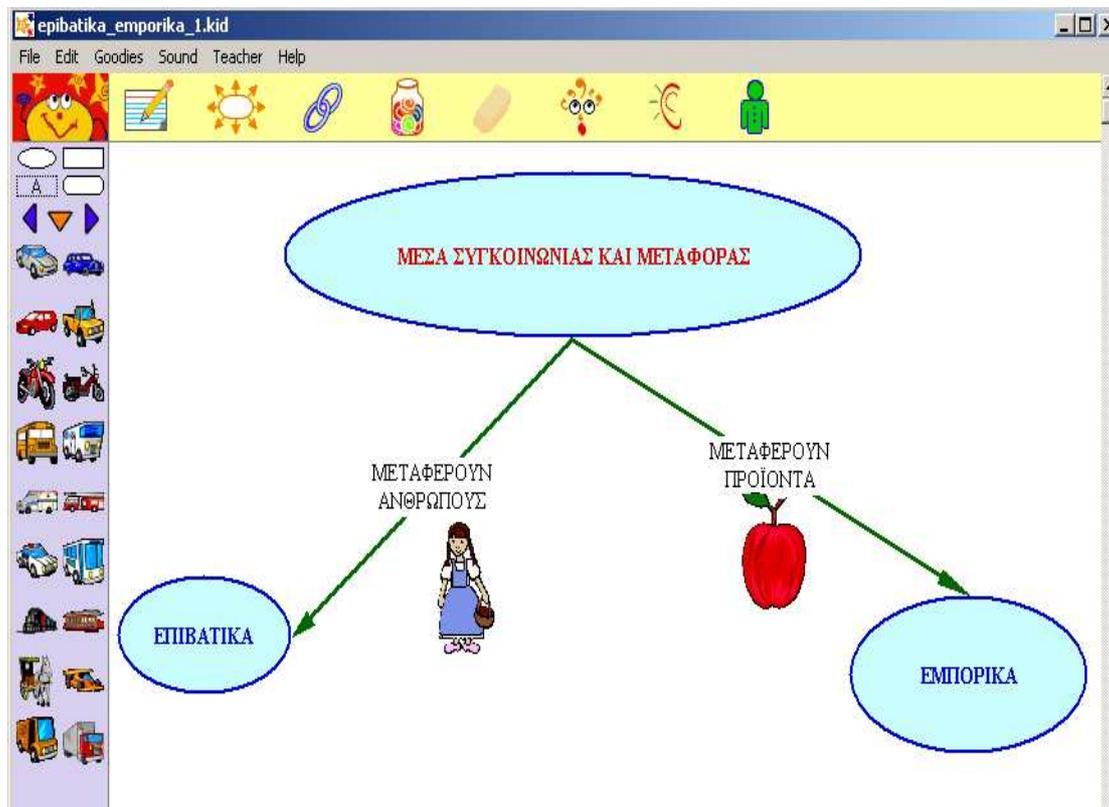 epibatika_emporika_1.kid
File Edit Goodies Sound Teacher Help
A
ΜΕΣΑ ΣΥΓΚΟΙΝΩΝΙΑΣ ΚΑΙ ΜΕΤΑΦΟΡΑΣ
ΜΕΤΑΦΕΡΟΥΝ
ΑΝΘΡΩΠΟΥΣ
ΜΕΤΑΦΕΡΟΥΝ
ΠΡΟΪΟΝΤΑ
ΕΠΙΒΑΤΙΚΑ
ΕΜΠΟΡΙΚΑ